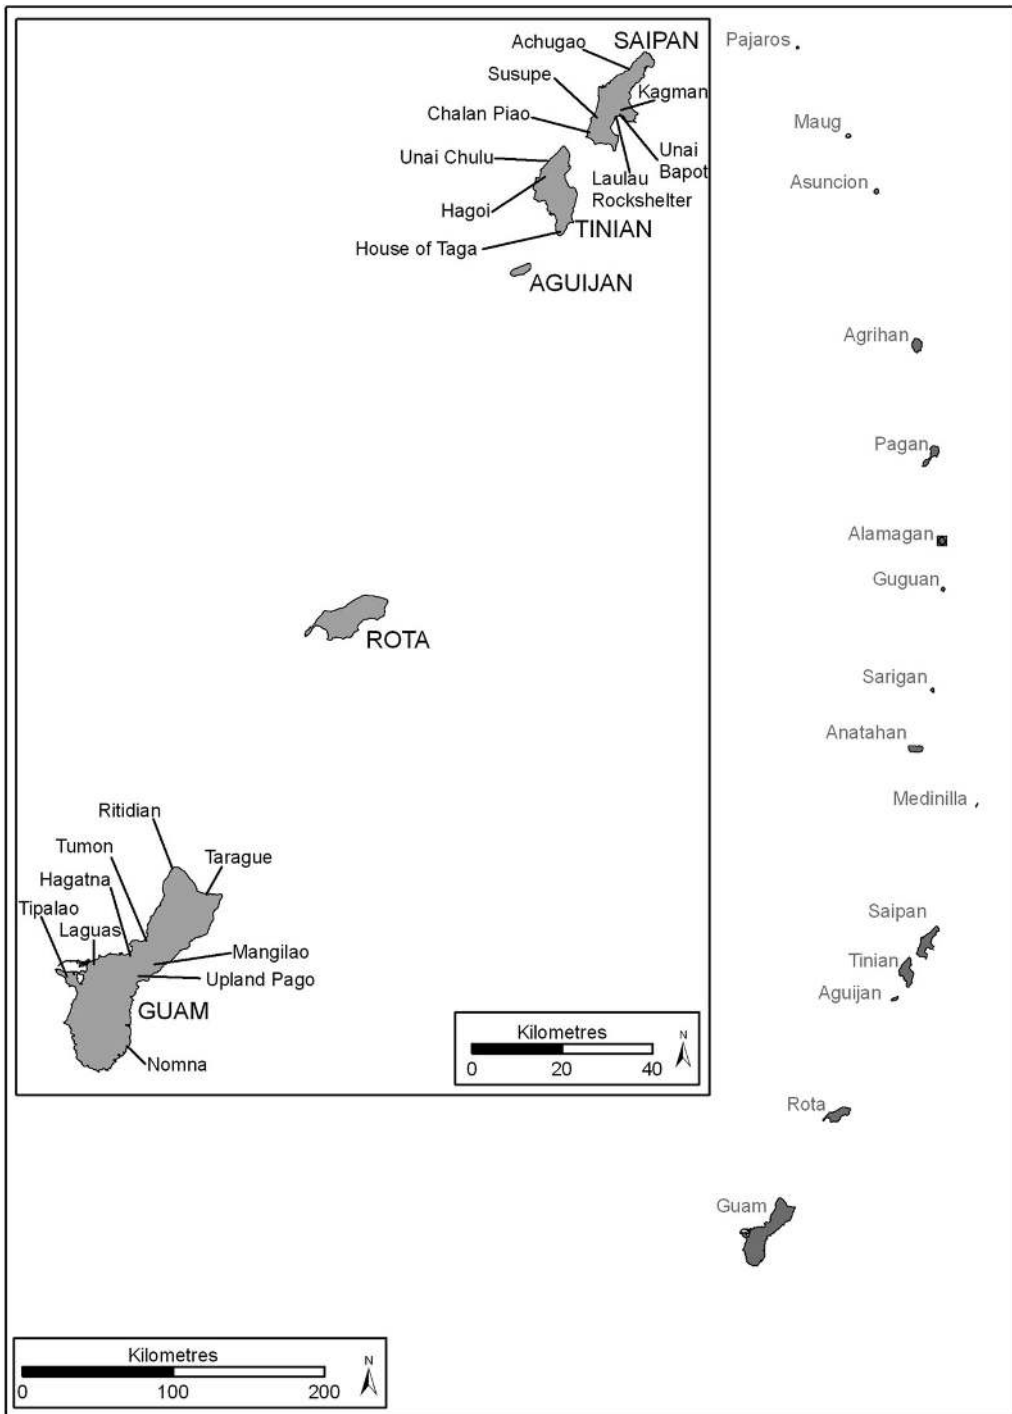 SAIPAN
Achugao
Susupe
Kagman
Chalan Piao
Unai
Bapot
Unai Chulu
Laulau
Rockshelter
Hagoi
TINIAN
House of Taga
AGUIJAN
ROTA
Ritidian
Tumon
Tarague
Hagatna
Tipalao
Laguas
Mangilao
Upland Pago
GUAM
Nomna
Kilometres
N
0 20 40
Pajaros
Maug
Asuncion
Agrihan
Pagan
Alamagan
Guguan
Sarigan
Anatahan
Medinilla
Saipan
Tinian
Aguijan
Rota
Guam
Kilometres
N
0 100 200